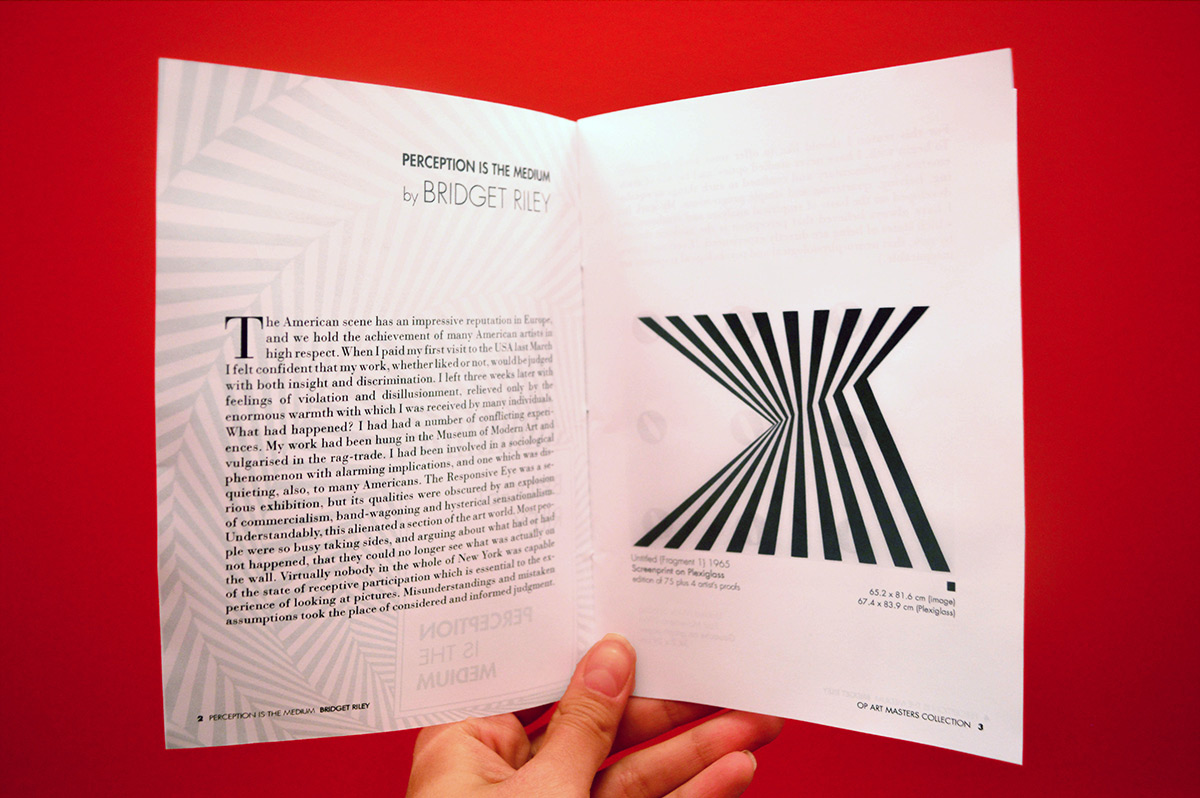 PERCEPTION IS THE MEDIUM
by BRIDGET RILEY
The American scene has an impressive reputation in Europe,
and we hold the achievement of many American artists in
high respect. When I paid my first visit to the USA last March
I felt confident that my work, whether liked or not, would be judged
with both insight and discrimination. I left three weeks later with
feelings of violation and disillusionment, relieved only by the
enormous warmth with which I was received by many individuals.
What had happened? I had had a number of conflicting experi-
ences. My work had been hung in the Museum of Modern Art and
vulgarised in the rag-trade. I had been involved in a sociological
phenomenon with alarming implications, and one which was dis-
quieting, also, to many Americans. The Responsive Eye was a se-
rious exhibition, but its qualities were obscured by an explosion
of commercialism, band-wagoning and hysterical sensationalism.
Understandably, this alienated a section of the art world. Most peo-
ple were so busy taking sides, and arguing about what had or had
not happened, that they could no longer see what was actually on
the wall. Virtually nobody in the whole of New York was capable
of the state of receptive participation which is essential to the ex-
perience of looking at pictures. Misunderstandings and mistaken
assumptions took the place of considered and informed judgment.
PERCEPTION
IS THE
MEDIUM
2 PERCEPTION IS THE MEDIUM BRIDGET RILEY
Untitled (Fragment 1) 1965
Screenprint on Plexiglass
edition of 75 plus 4 artist's proofs
65.2 x 81.6 cm (image)
67.4 x 83.9 cm (Plexiglass)
OP ART MASTERS COLLECTION 3